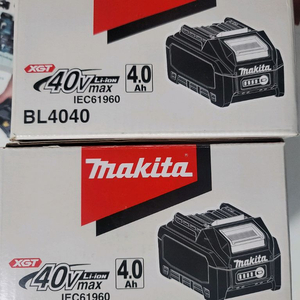 XGT 40Vmax Li-ion 4.0 Ah
IEC61960
makita
BL4040
makita
XGT 40Vmax Li-ion 4.0 Ah
IEC61960
makita